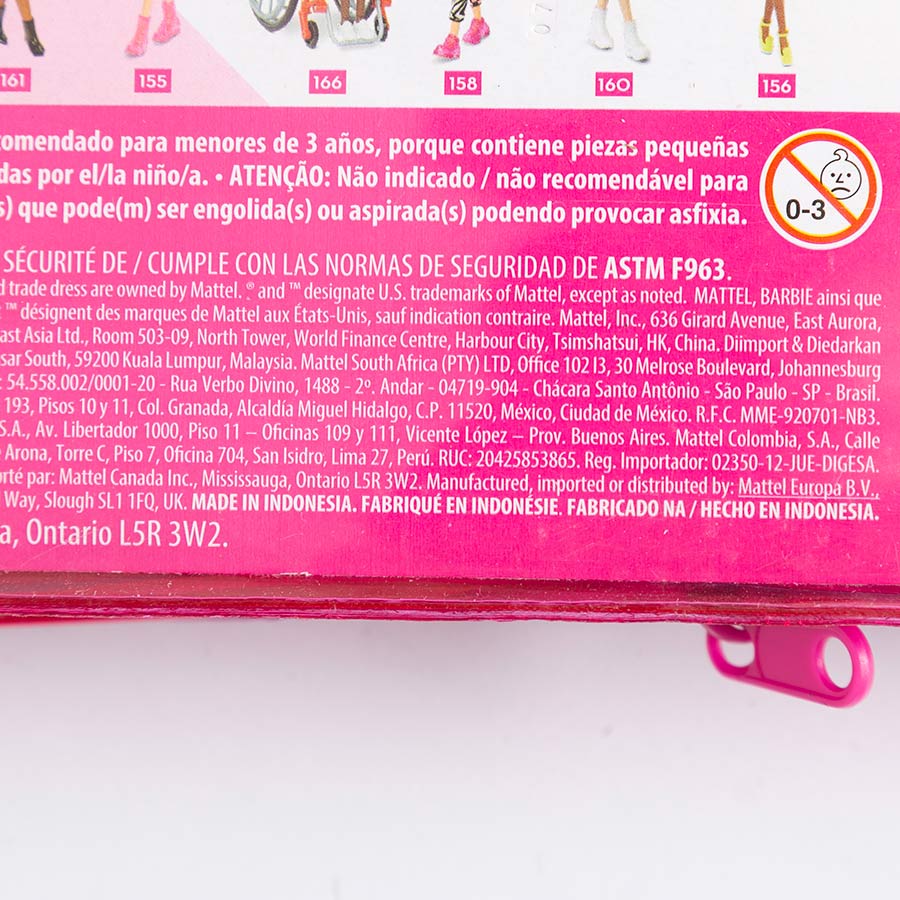 161 155 166 158 160 156
comendado para menores de 3 años, porque contiene piezas pequeñas
das por el/la niño/a. • ATENÇÃO: Não indicado / não recomendável para
s) que pode(m) ser engolida(s) ou aspirada(s) podendo provocar asfixia.
0-3
SÉCURITÉ DE / CUMPLE CON LAS NORMAS DE SEGURIDAD DE ASTM F963.
d trade dress are owned by Mattel. ® and ™ designate U.S. trademarks of Mattel, except as noted. MATTEL, BARBIE ainsi que
™ désignent des marques de Mattel aux États-Unis, sauf indication contraire. Mattel, Inc., 636 Girard Avenue, East Aurora,
ast Asia Ltd., Room 503-09, North Tower, World Finance Centre, Harbour City, Tsimshatsui, HK, China. Diimport & Diedarkan
sar South, 59200 Kuala Lumpur, Malaysia. Mattel South Africa (PTY) LTD, Office 102I3, 30 Melrose Boulevard, Johannesburg
: 54.558.002/0001-20 - Rua Verbo Divino, 1488 - 2º. Andar - 04719-904 - Chácara Santo Antônio - São Paulo - SP - Brasil.
193, Pisos 10 y 11, Col. Granada, Alcaldía Miguel Hidalgo, C.P. 11520, México, Ciudad de México. R.F.C. MME-920701-NB3.
S.A., Av. Libertador 1000, Piso 11 – Oficinas 109 y 111, Vicente López – Prov. Buenos Aires. Mattel Colombia, S.A., Calle
Arona, Torre C, Piso 7, Oficina 704, San Isidro, Lima 27, Perú. RUC: 20425853865. Reg. Importador: 02350-12-JUE-DIGESA.
orté par: Mattel Canada Inc., Mississauga, Ontario L5R 3W2. Manufactured, imported or distributed by: Mattel Europa B.V.,
Way, Slough SL1 1FQ, UK. MADE IN INDONESIA. FABRIQUÉ EN INDONÉSIE. FABRICADO NA / HECHO EN INDONESIA.
a, Ontario L5R 3W2.